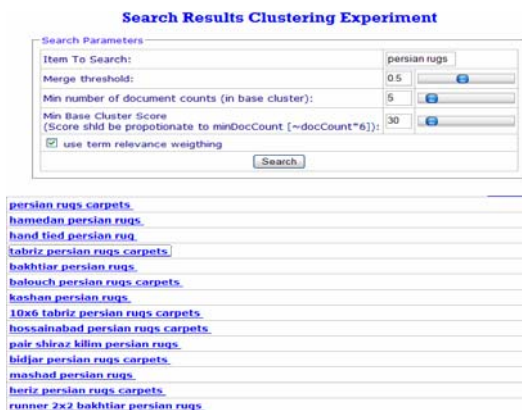 Search Results Clustering Experiment
Search Parameters
Item To Search: persian rugs
Merge threshold: 0.5
Min number of document counts (in base cluster): 5
Min Base Cluster Score
(Score shld be propotionate to minDocCount [~docCount*6]): 30
use term relevance weigthing
Search
persian rugs carpets
hamedan persian rugs
hand tied persian rug
tabriz persian rugs carpets
bakhtiar persian rugs
balouch persian rugs carpets
kashan persian rugs
10x6 tabriz persian rugs carpets
hossainabad persian rugs carpets
pair shiraz kilim persian rugs
bidjar persian rugs carpets
mashad persian rugs
heriz persian rugs carpets
runner 2x2 bakhtiar persian rugs